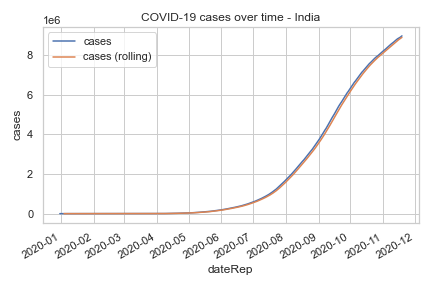 COVID-19 cases over time - India
1e6
cases
cases (rolling)
8
6
4
2
0
cases
2020-01
2020-02
2020-03
2020-04
2020-05
2020-06
2020-07
2020-08
2020-09
2020-10
2020-11
2020-12
dateRep